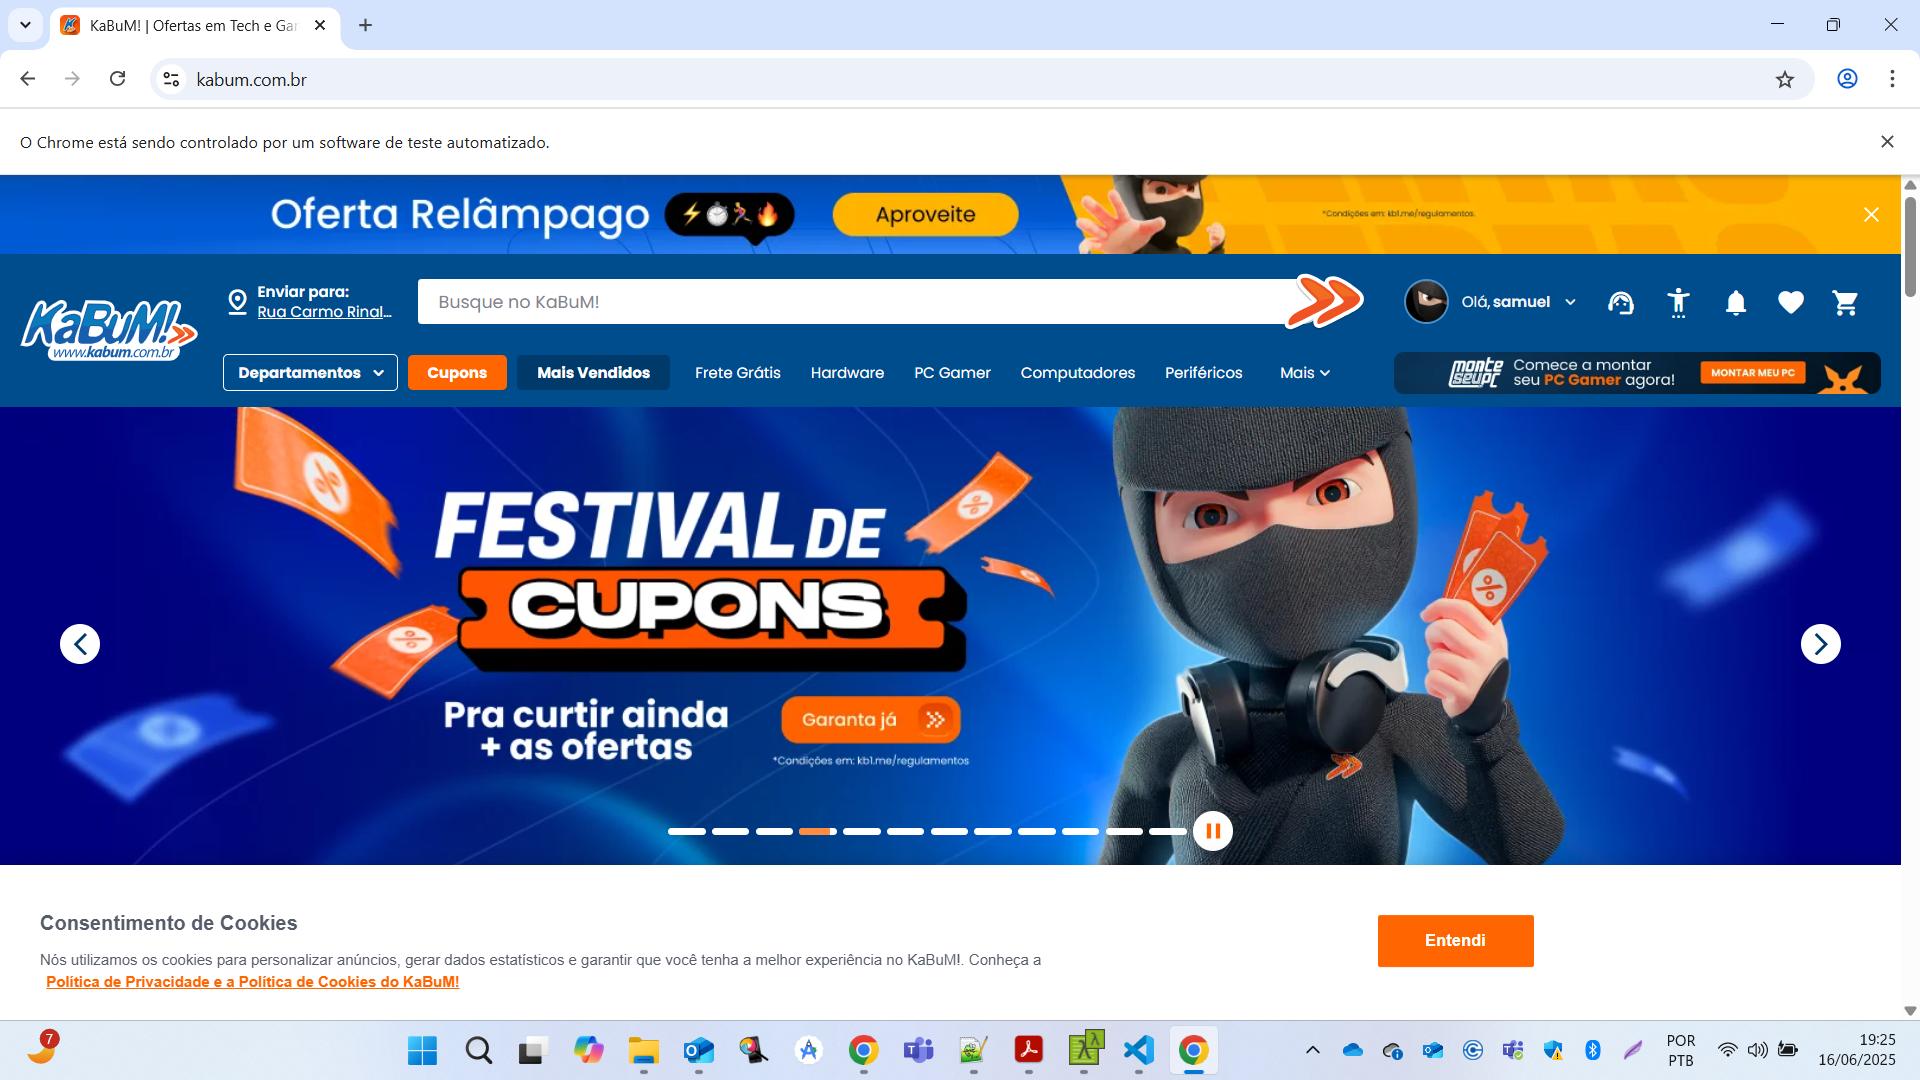 KaBuM! | Ofertas em Tech e Gar
kabum.com.br
O Chrome está sendo controlado por um software de teste automatizado.
Oferta Relâmpago
Aproveite
*Condições em: kb1.me/regulamentos.
KaBuM!
www.kabum.com.br
Enviar para:
Rua Carmo Rinal...
Busque no KaBuM!
Olá, samuel
Departamentos
Cupons
Mais Vendidos
Frete Grátis
Hardware
PC Gamer
Computadores
Periféricos
Mais
monte seu pc
Comece a montar
seu PC Gamer agora!
MONTAR MEU PC
FESTIVAL DE
CUPONS
Pra curtir ainda
+ as ofertas
Garanta já
*Condições em: kb1.me/regulamentos
Consentimento de Cookies
Nós utilizamos os cookies para personalizar anúncios, gerar dados estatísticos e garantir que você tenha a melhor experiência no KaBuM!. Conheça a
Política de Privacidade e a Política de Cookies do KaBuM!
Entendi
7
POR
PTB
19:25
16/06/2025